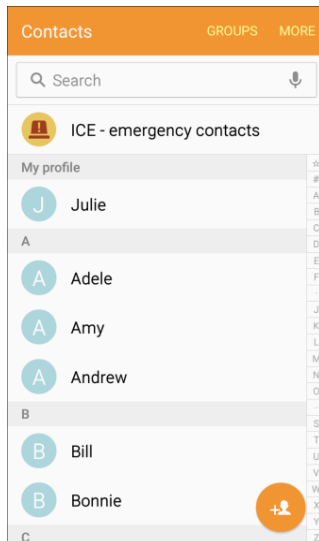 Contacts GROUPS MORE
Search
ICE - emergency contacts
My profile
J Julie
A
A Adele
A Amy
A Andrew
B
B Bill
B Bonnie
C
☆
#
A
B
C
D
E
F
·
J
K
L
M
N
O
·
S
T
U
V
W
X
Y
Z